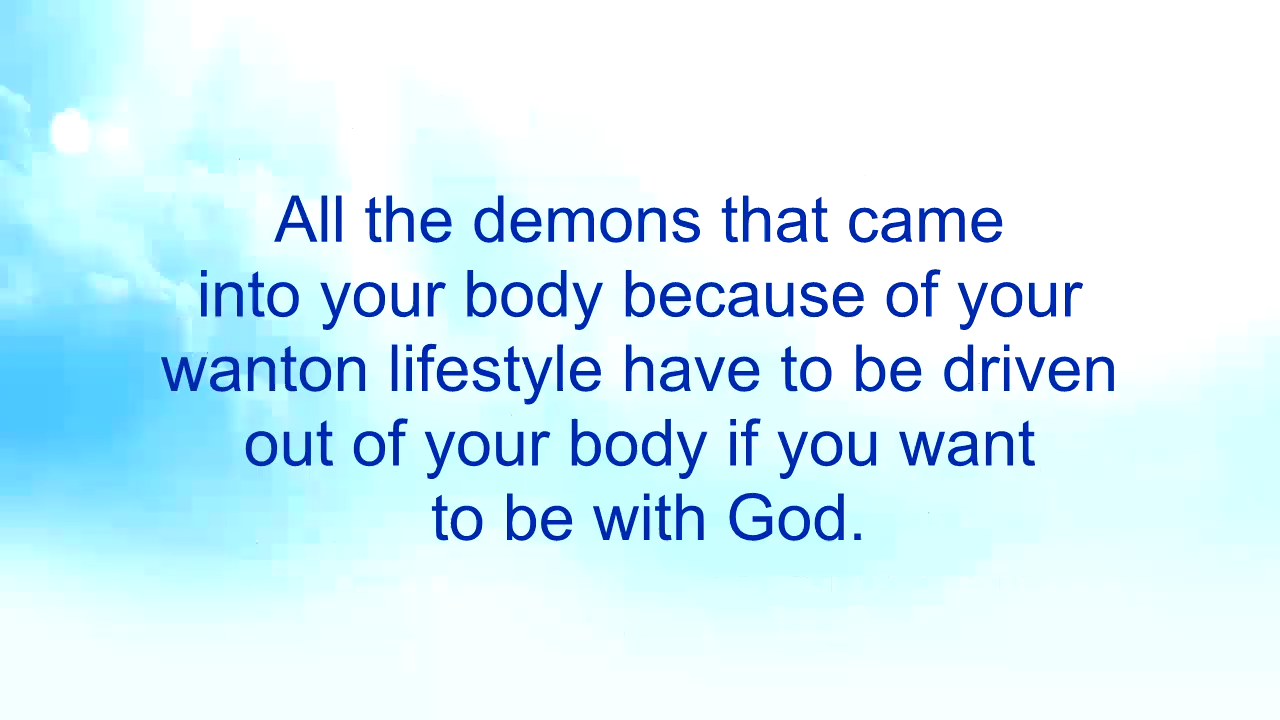 All the demons that came
into your body because of your
wanton lifestyle have to be driven
out of your body if you want
to be with God.